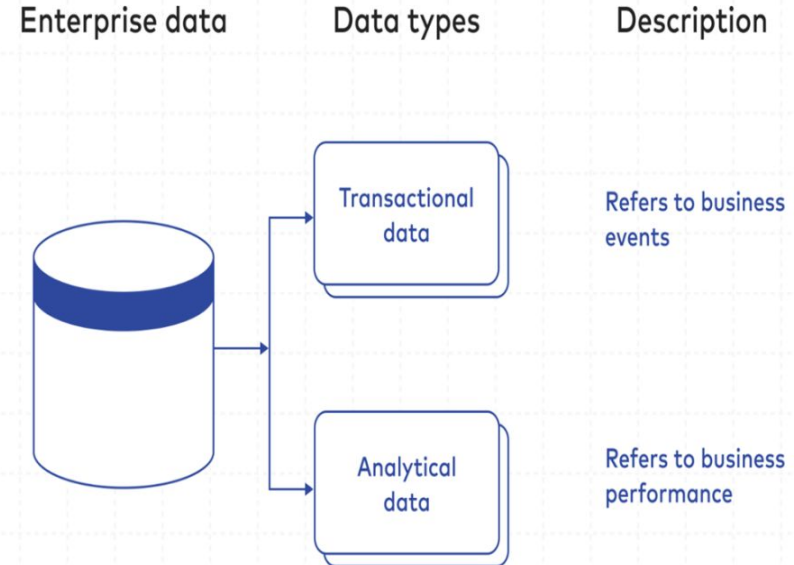 Enterprise data
Data types
Description
Transactional
data
Refers to business
events
Analytical
data
Refers to business
performance